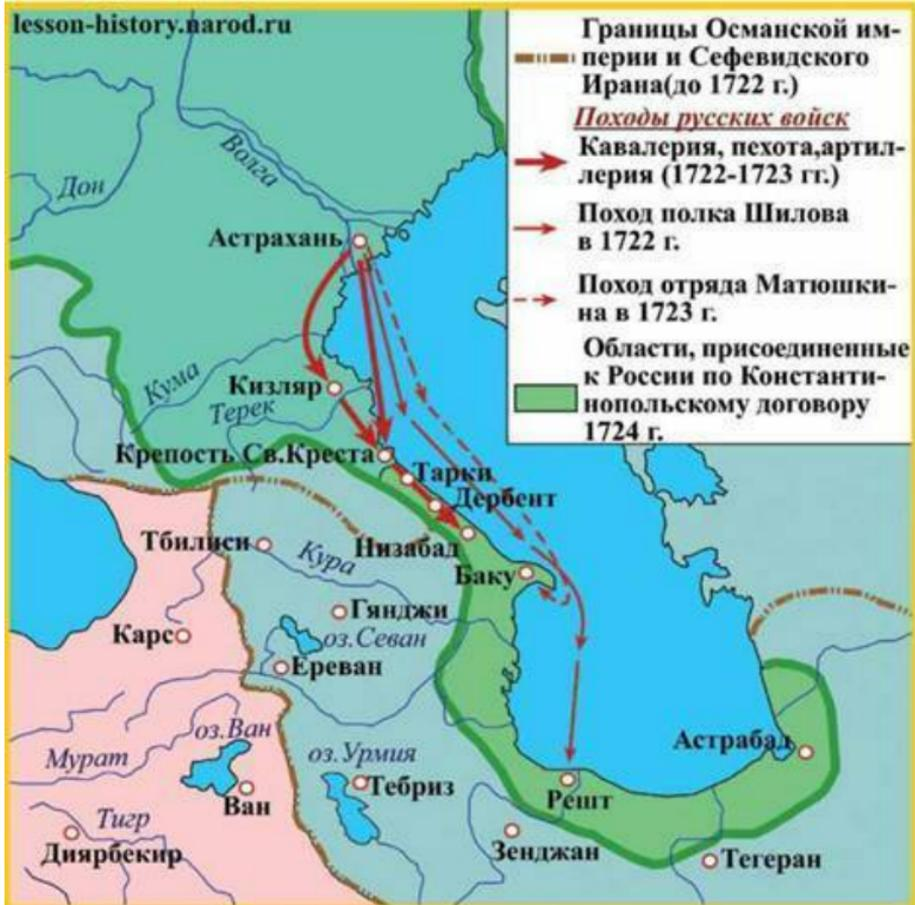 lesson-history.narod.ru
Границы Османской им-
перии и Сефевидского
Ирана(до 1722 г.)
Походы русских войск
Кавалерия, пехота,артил-
лерия (1722-1723 гг.)
Поход полка Шилова
в 1722 г.
Поход отряда Матюшки-
на в 1723 г.
Области, присоединенные
к России по Константи-
нопольскому договору
1724 г.
Волга
Дон
Астрахань
Кума
Кизляр
Терек
Крепость Св.Креста
Тарки
Дербент
Низабад
Тбилиси
Кура
Баку
Гянджи
Карс
оз.Севан
Ереван
оз.Ван
оз.Урмия
Астрабад
Мурат
Ван
Тебриз
Решт
Тигр
Диярбекир
Зенджан
Тегеран